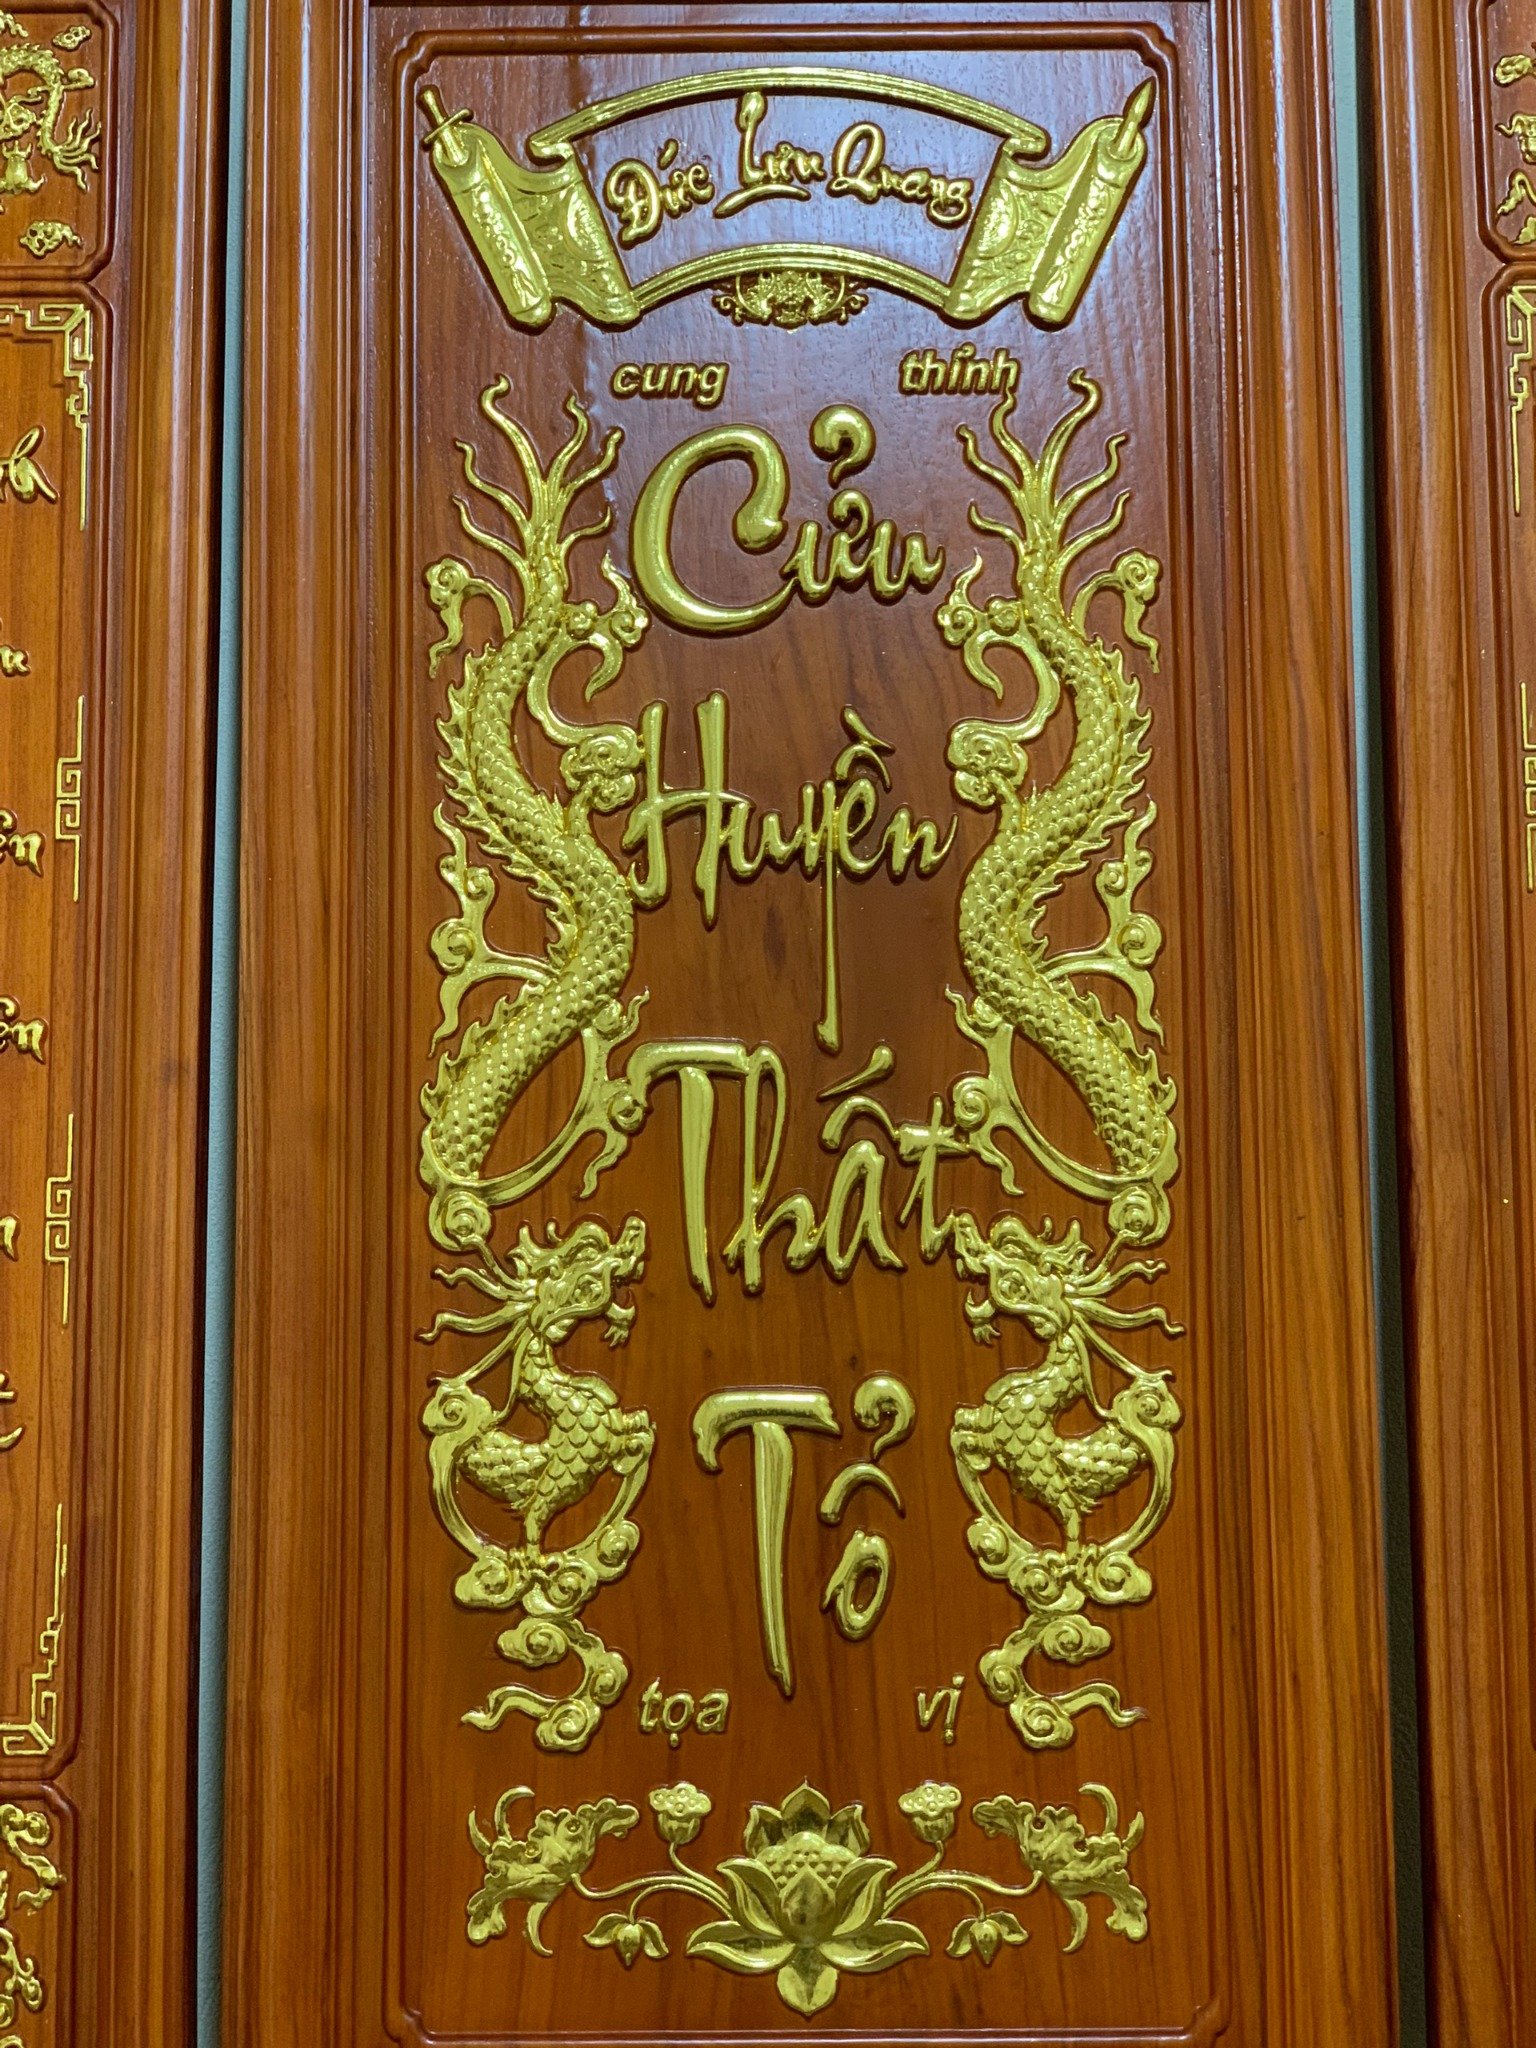 Đức Lưu Quang
cung thỉnh
Cửu
Huyền
Thất
Tổ
tọa vị